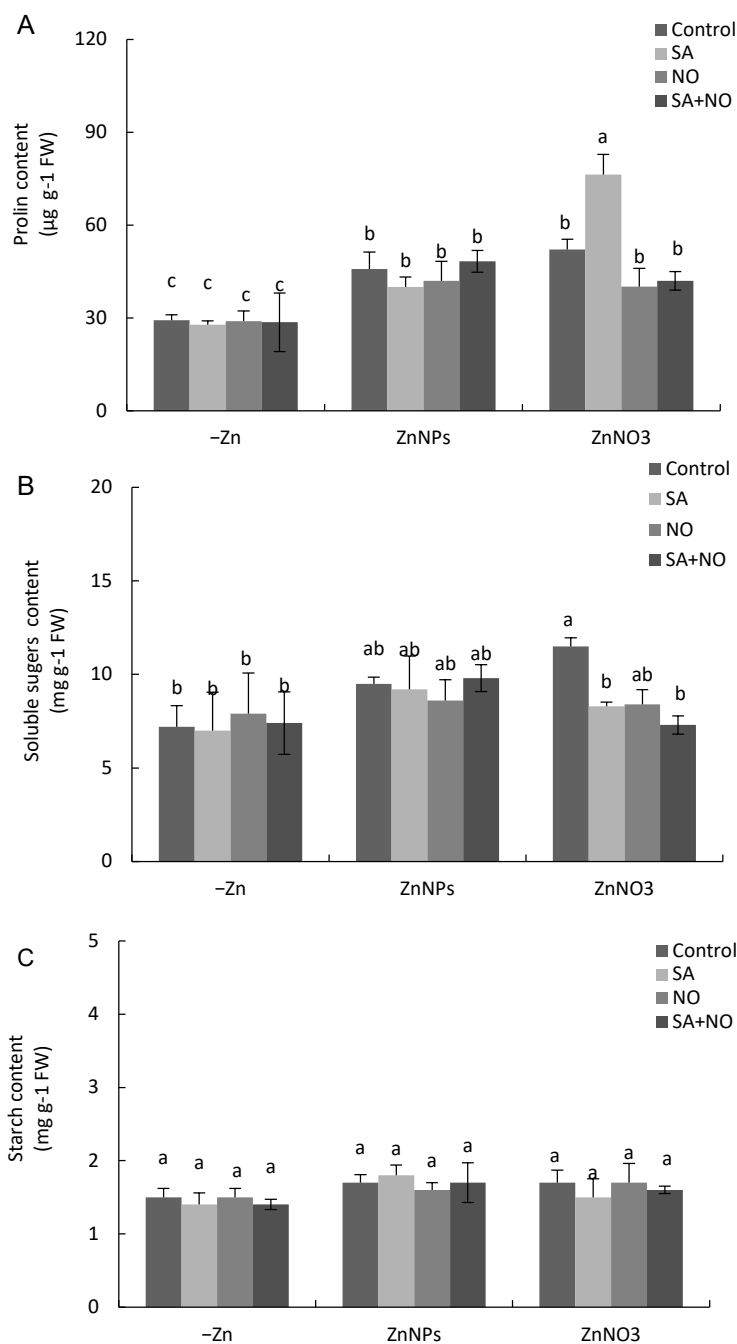 A
Prolin content
(µg g-1 FW)
120
90
60
30
0
Control
SA
NO
SA+NO
c c c c
b b b b
b a b b
−Zn ZnNPs ZnNO3
B
Soluble sugers content
(mg g-1 FW)
20
15
10
5
0
Control
SA
NO
SA+NO
b b b b
ab ab ab ab
a b ab b
−Zn ZnNPs ZnNO3
C
Starch content
(mg g-1 FW)
5
4
3
2
1
0
Control
SA
NO
SA+NO
a a a a
a a a a
a a a a
−Zn ZnNPs ZnNO3